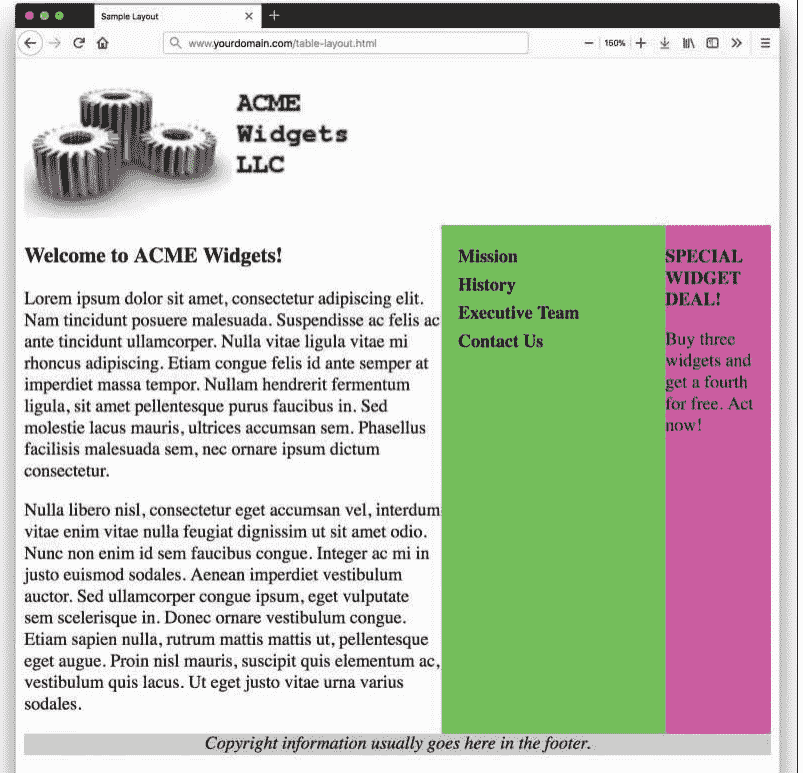 Sample Layout
www.yourdomain.com/table-layout.html
150%
ACME
Widgets
LLC
Welcome to ACME Widgets!
Lorem ipsum dolor sit amet, consectetur adipiscing elit.
Nam tincidunt posuere malesuada. Suspendisse ac felis ac
ante tincidunt ullamcorper. Nulla vitae ligula vitae mi
rhoncus adipiscing. Etiam congue felis id ante semper at
imperdiet massa tempor. Nullam hendrerit fermentum
ligula, sit amet pellentesque purus faucibus in. Sed
molestie lacus mauris, ultrices accumsan sem. Phasellus
facilisis malesuada sem, nec ornare ipsum dictum
consectetur.
Nulla libero nisl, consectetur eget accumsan vel, interdum
vitae enim vitae nulla feugiat dignissim ut sit amet odio.
Nunc non enim id sem faucibus congue. Integer ac mi in
justo euismod sodales. Aenean imperdiet vestibulum
auctor. Sed ullamcorper congue ipsum, eget vulputate
sem scelerisque in. Donec ornare vestibulum congue.
Etiam sapien nulla, rutrum mattis mattis ut, pellentesque
eget augue. Proin nisl mauris, suscipit quis elementum ac,
vestibulum quis lacus. Ut eget justo vitae urna varius
sodales.
Mission
History
Executive Team
Contact Us
SPECIAL
WIDGET
DEAL!
Buy three
widgets and
get a fourth
for free. Act
now!
Copyright information usually goes here in the footer.